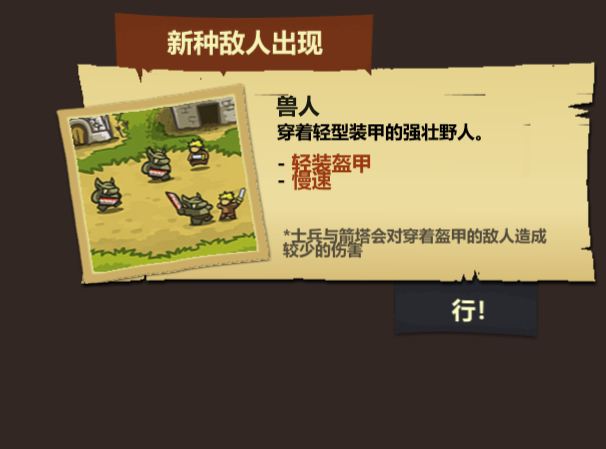 新种敌人出现
兽人
穿着轻型装甲的强壮野人。
- 轻装盔甲
- 慢速
*士兵与箭塔会对穿着盔甲的敌人造成
较少的伤害
行!